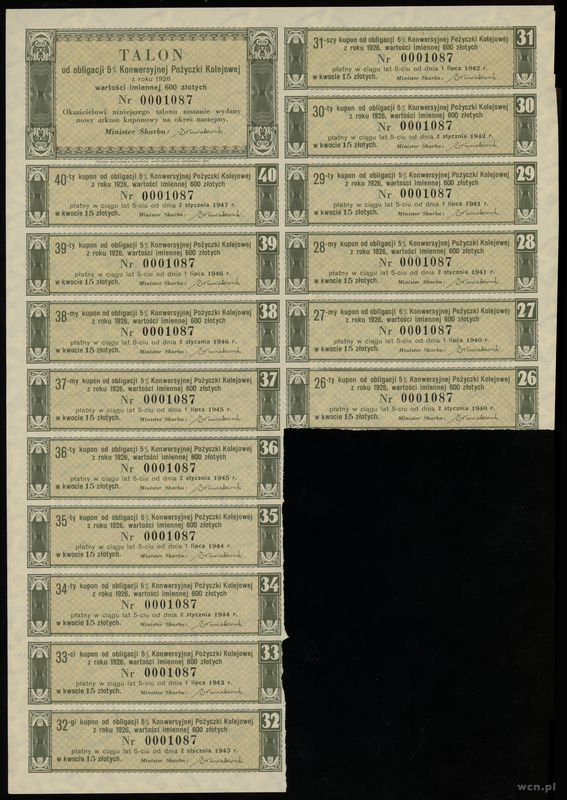 TALON
od obligacji 5% Konwersyjnej Pożyczki Kolejowej
z roku 1926
wartości imiennej 600 złotych
Nr 0001087
Okazicielowi niniejszego talonu zostanie wydany
nowy arkusz kuponowy na okres następny.
Minister Skarbu:
40-ty kupon od obligacji 5% Konwersyjnej Pożyczki Kolejowej 40
z roku 1926, wartości imiennej 600 złotych
Nr 0001087
płatny w ciągu lat 5-ciu od dnia 2 stycznia 1947 r.
w kwocie 15 złotych. Minister Skarbu:
39-ty kupon od obligacji 5% Konwersyjnej Pożyczki Kolejowej 39
z roku 1926, wartości imiennej 600 złotych
Nr 0001087
płatny w ciągu lat 5-ciu od dnia 1 lipca 1946 r.
w kwocie 15 złotych. Minister Skarbu:
38-my kupon od obligacji 5% Konwersyjnej Pożyczki Kolejowej 38
z roku 1926, wartości imiennej 600 złotych
Nr 0001087
płatny w ciągu lat 5-ciu od dnia 2 stycznia 1946 r.
w kwocie 15 złotych. Minister Skarbu:
37-my kupon od obligacji 5% Konwersyjnej Pożyczki Kolejowej 37
z roku 1926, wartości imiennej 600 złotych
Nr 0001087
płatny w ciągu lat 5-ciu od dnia 1 lipca 1945 r.
w kwocie 15 złotych. Minister Skarbu:
36-ty kupon od obligacji 5% Konwersyjnej Pożyczki Kolejowej 36
z roku 1926, wartości imiennej 600 złotych
Nr 0001087
płatny w ciągu lat 5-ciu od dnia 2 stycznia 1945 r.
w kwocie 15 złotych. Minister Skarbu:
35-ty kupon od obligacji 5% Konwersyjnej Pożyczki Kolejowej 35
z roku 1926, wartości imiennej 600 złotych
Nr 0001087
płatny w ciągu lat 5-ciu od dnia 1 lipca 1944 r.
w kwocie 15 złotych. Minister Skarbu:
34-ty kupon od obligacji 5% Konwersyjnej Pożyczki Kolejowej 34
z roku 1926, wartości imiennej 600 złotych
Nr 0001087
płatny w ciągu lat 5-ciu od dnia 2 stycznia 1944 r.
w kwocie 15 złotych. Minister Skarbu:
33-ci kupon od obligacji 5% Konwersyjnej Pożyczki Kolejowej 33
z roku 1926, wartości imiennej 600 złotych
Nr 0001087
płatny w ciągu lat 5-ciu od dnia 1 lipca 1943 r.
w kwocie 15 złotych. Minister Skarbu:
32-gi kupon od obligacji 5% Konwersyjnej Pożyczki Kolejowej 32
z roku 1926, wartości imiennej 600 złotych
Nr 0001087
płatny w ciągu lat 5-ciu od dnia 2 stycznia 1943 r.
w kwocie 15 złotych. Minister Skarbu:
31-szy kupon od obligacji 5% Konwersyjnej Pożyczki Kolejowej 31
z roku 1926, wartości imiennej 600 złotych
Nr 0001087
płatny w ciągu lat 5-ciu od dnia 1 lipca 1942 r.
w kwocie 15 złotych. Minister Skarbu:
30-ty kupon od obligacji 5% Konwersyjnej Pożyczki Kolejowej 30
z roku 1926, wartości imiennej 600 złotych
Nr 0001087
płatny w ciągu lat 5-ciu od dnia 2 stycznia 1942 r.
w kwocie 15 złotych. Minister Skarbu:
29-ty kupon od obligacji 5% Konwersyjnej Pożyczki Kolejowej 29
z roku 1926, wartości imiennej 600 złotych
Nr 0001087
płatny w ciągu lat 5-ciu od dnia 1 lipca 1941 r.
w kwocie 15 złotych. Minister Skarbu:
28-my kupon od obligacji 5% Konwersyjnej Pożyczki Kolejowej 28
z roku 1926, wartości imiennej 600 złotych
Nr 0001087
płatny w ciągu lat 5-ciu od dnia 2 stycznia 1941 r.
w kwocie 15 złotych. Minister Skarbu:
27-my kupon od obligacji 5% Konwersyjnej Pożyczki Kolejowej 27
z roku 1926, wartości imiennej 600 złotych
Nr 0001087
płatny w ciągu lat 5-ciu od dnia 1 lipca 1940 r.
w kwocie 15 złotych. Minister Skarbu:
26-ty kupon od obligacji 5% Konwersyjnej Pożyczki Kolejowej 26
z roku 1926, wartości imiennej 600 złotych
Nr 0001087
płatny w ciągu lat 5-ciu od dnia 2 stycznia 1940 r.
w kwocie 15 złotych. Minister Skarbu:
wcn.pl